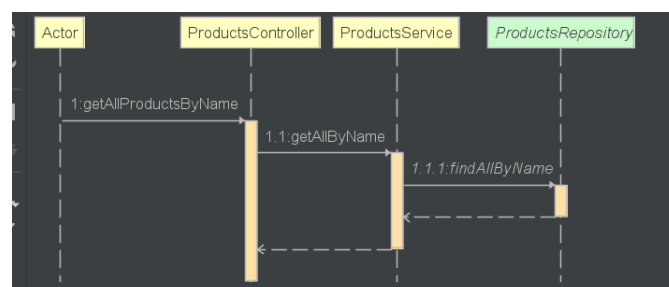 Actor
ProductsController
ProductsService
ProductsRepository
1:getAllProductsByName
1.1:getAllByName
1.1.1:findAllByName